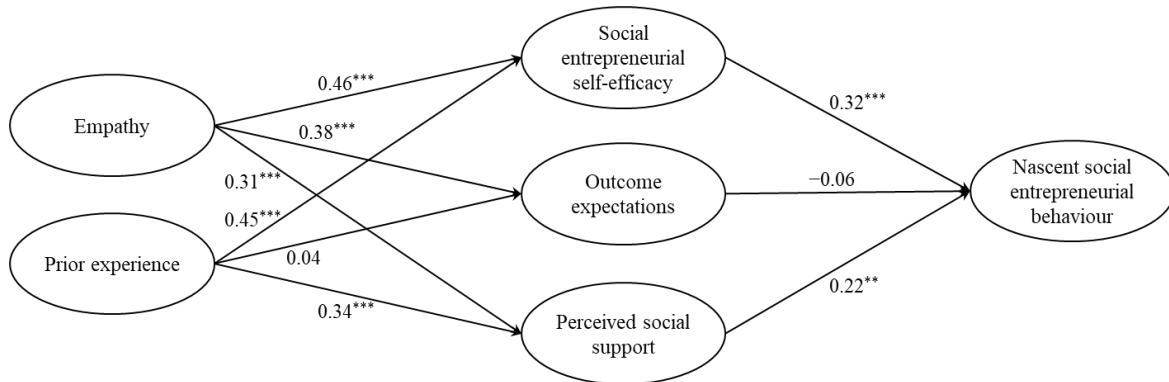 Social
entrepreneurial
self-efficacy
0.46***
0.32***
Empathy
0.38***
0.31***
Outcome
expectations
−0.06
Nascent social
entrepreneurial
behaviour
0.45***
Prior experience
0.04
0.34***
0.22**
Perceived social
support